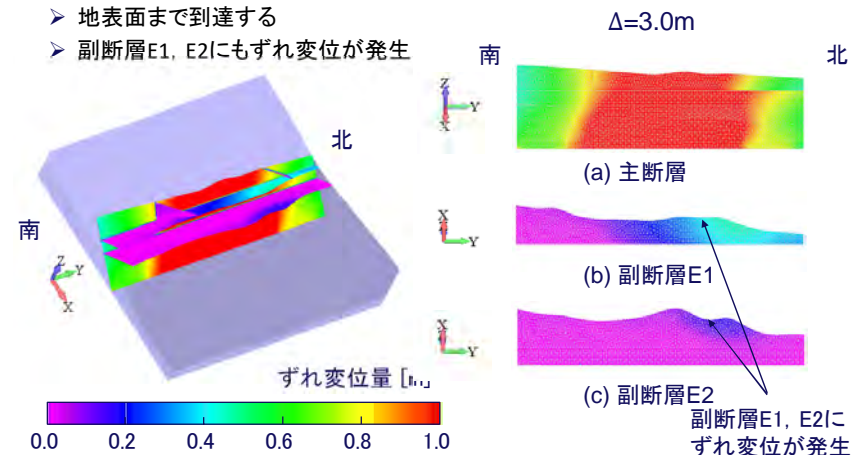 ➢ 地表面まで到達する
➢ 副断層E1, E2にもずれ変位が発生
Δ=3.0m
南
北
Z
Y
X
(a) 主断層
北
南
Z
Y
X
X
Y
(b) 副断層E1
X
Y
(c) 副断層E2
ずれ変位量
0.0 0.2 0.4 0.6 0.8 1.0
副断層E1, E2に
ずれ変位が発生